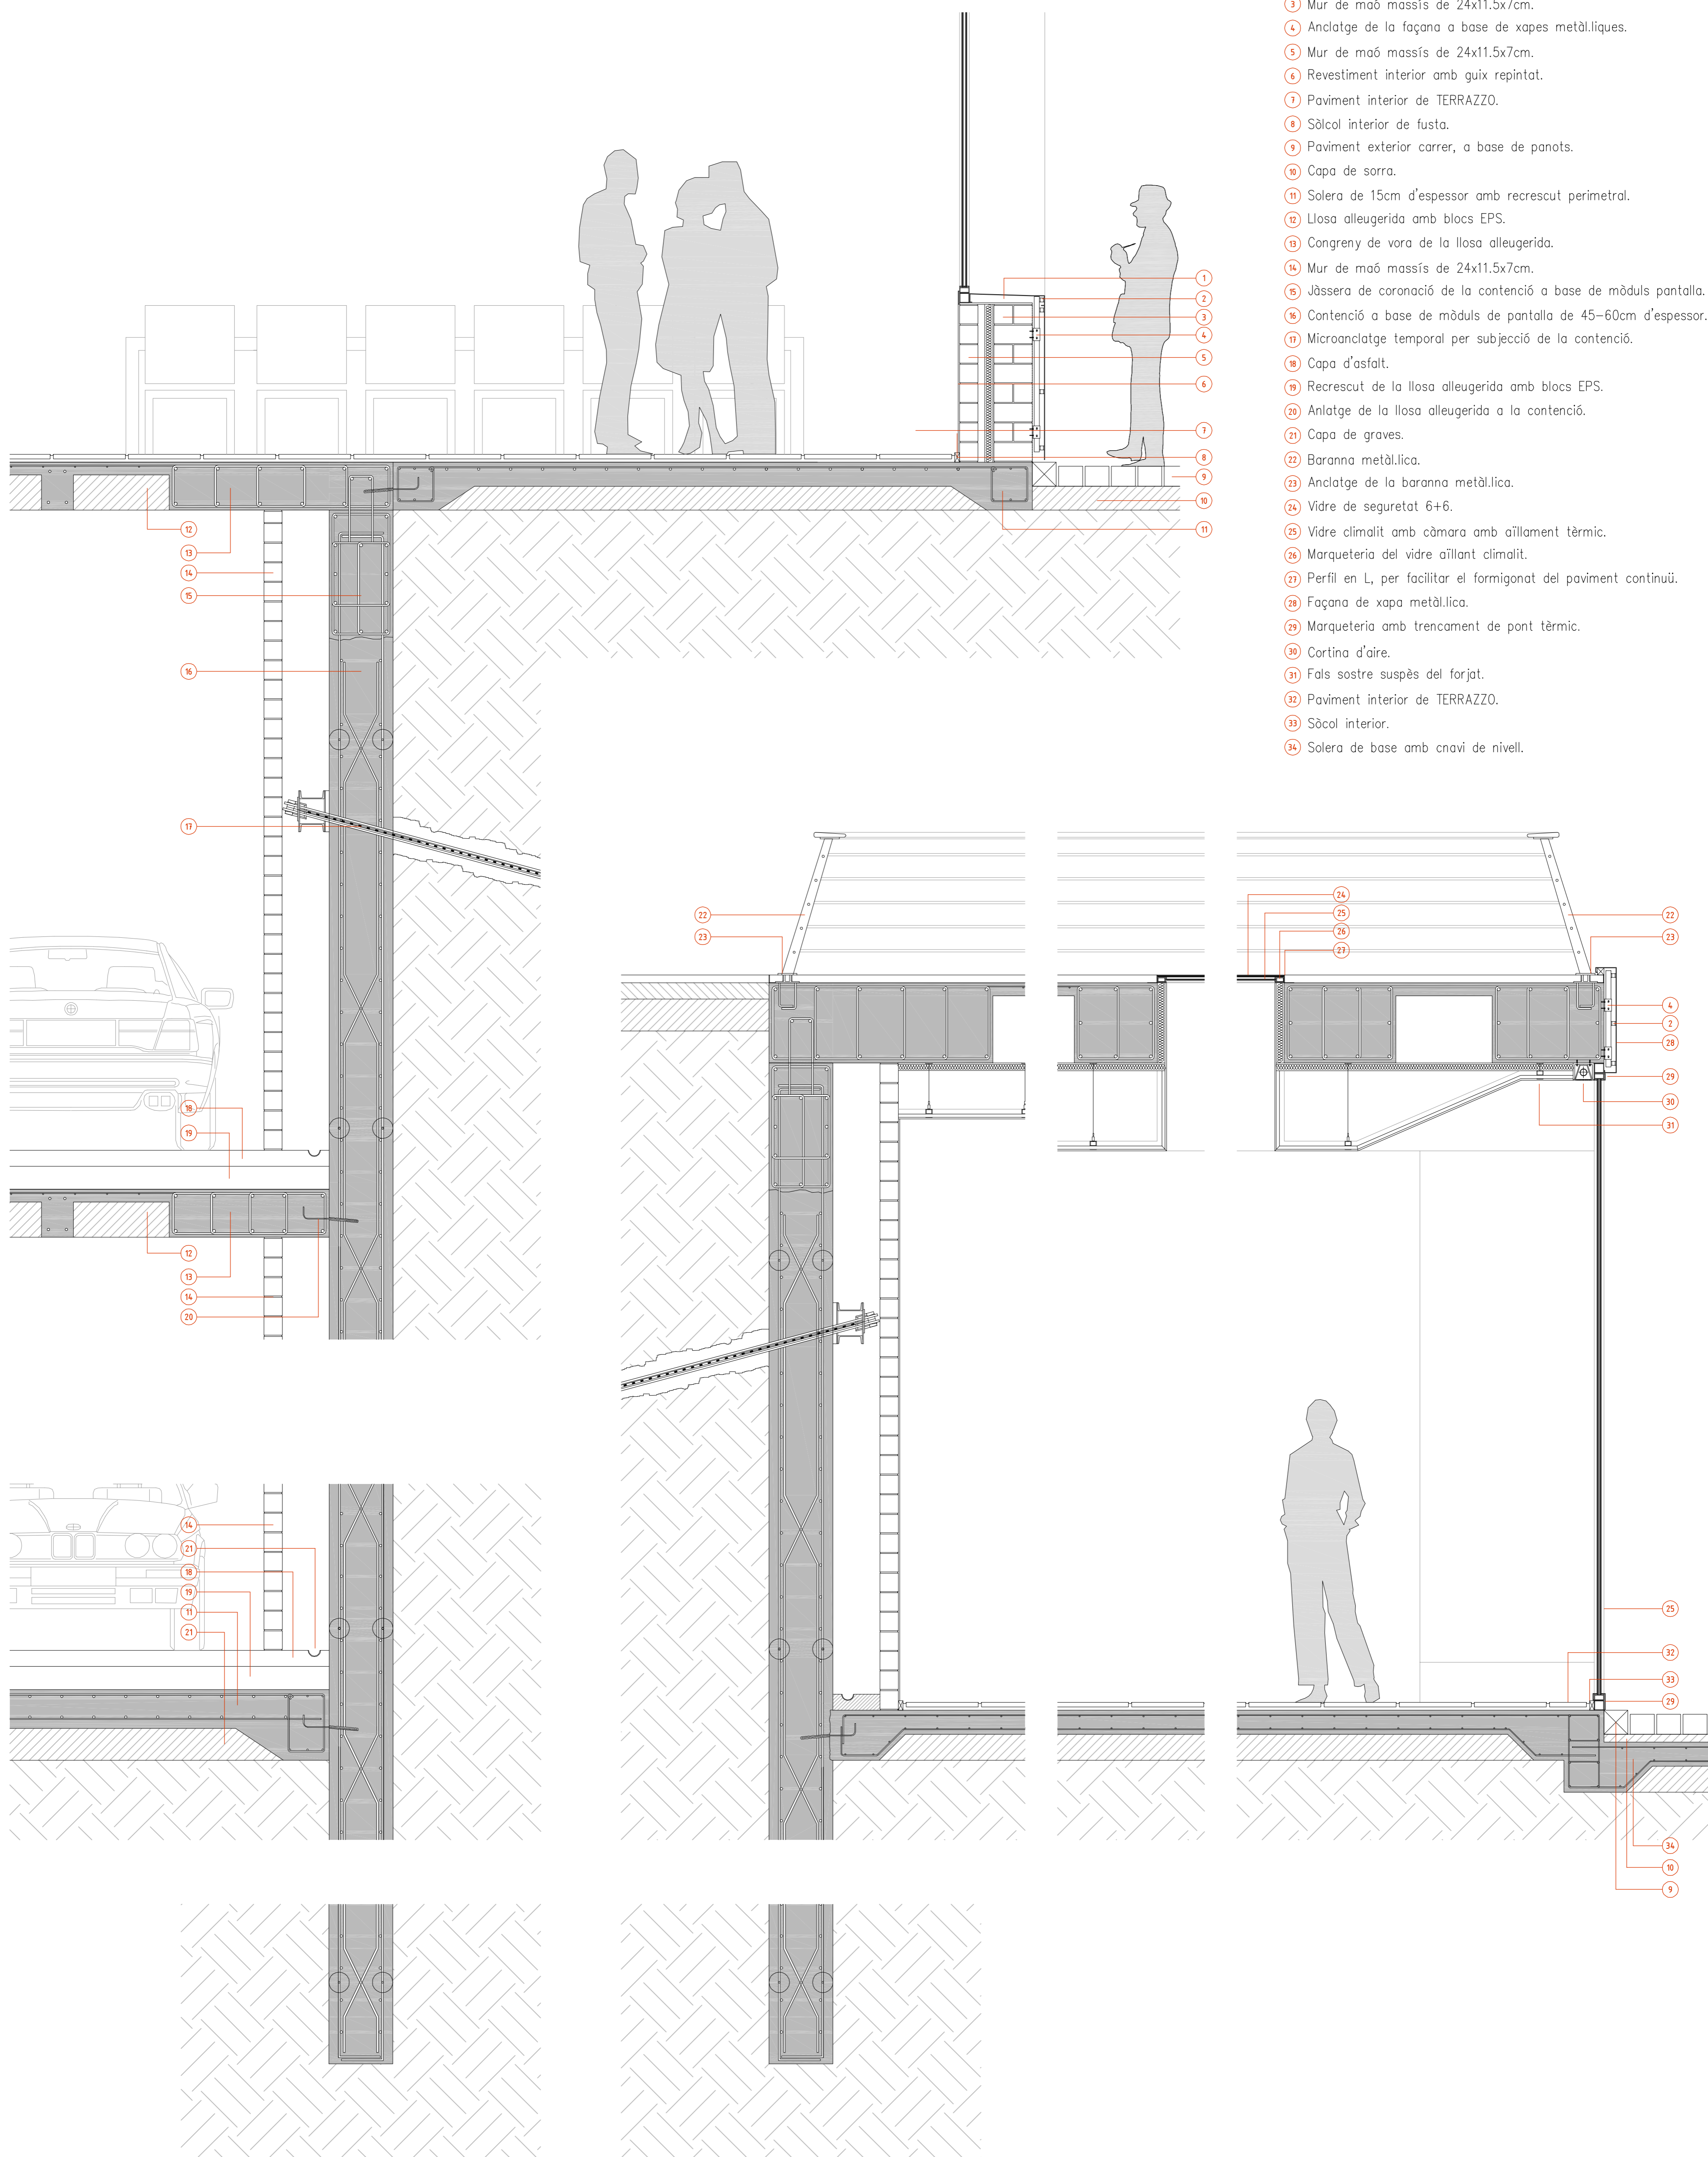 3 Mur de maó massís de 24x11.5x7cm.
4 Anclatge de la façana a base de xapes metàl.liques.
5 Mur de maó massís de 24x11.5x7cm.
6 Revestiment interior amb guix repintat.
7 Paviment interior de TERRAZZO.
8 Sòlcol interior de fusta.
9 Paviment exterior carrer, a base de panots.
10 Capa de sorra.
11 Solera de 15cm d'espessor amb recrescut perimetral.
12 Llosa alleugerida amb blocs EPS.
13 Congreny de vora de la llosa alleugerida.
14 Mur de maó massís de 24x11.5x7cm.
15 Jàssera de coronació de la contenció a base de mòduls pantalla.
16 Contenció a base de mòduls de pantalla de 45-60cm d'espessor.
17 Microanclatge temporal per subjecció de la contenció.
18 Capa d'asfalt.
19 Recrescut de la llosa alleugerida amb blocs EPS.
20 Anlatge de la llosa alleugerida a la contenció.
21 Capa de graves.
22 Baranna metàl.lica.
23 Anclatge de la baranna metàl.lica.
24 Vidre de seguretat 6+6.
25 Vidre climalit amb càmara amb aïllament tèrmic.
26 Marqueteria del vidre aïllant climalit.
27 Perfil en L, per facilitar el formigonat del paviment continuü.
28 Façana de xapa metàl.lica.
29 Marqueteria amb trencament de pont tèrmic.
30 Cortina d'aire.
31 Fals sostre suspès del forjat.
32 Paviment interior de TERRAZZO.
33 Sòcol interior.
34 Solera de base amb cnavi de nivell.
1
2
3
4
5
6
7
8
9
10
11
12
13
14
15
16
17
18
19
12
13
14
20
14
21
18
19
11
21
22
23
24
25
26
27
22
23
4
2
28
29
30
31
25
32
33
29
34
10
9